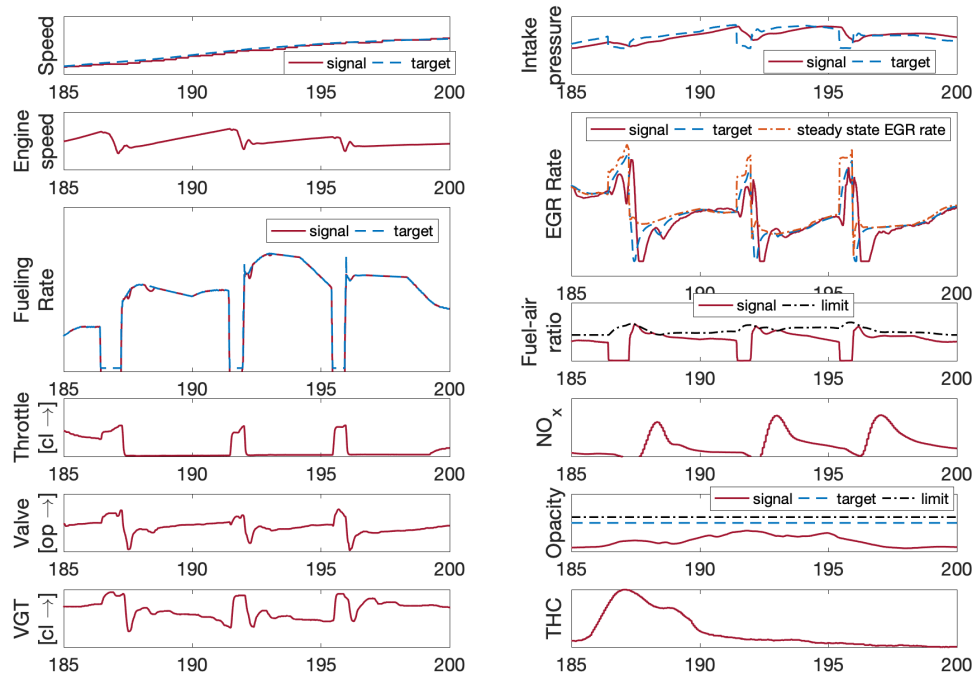 Speed
signal target
185 190 195 200
Engine
speed
185 190 195 200
Fueling
Rate
signal target
185 190 195 200
Throttle
[cl →]
185 190 195 200
Valve
[op →]
185 190 195 200
VGT
[cl →]
185 190 195 200
Intake
pressure
signal target
185 190 195 200
EGR Rate
signal target steady state EGR rate
185 190 195 200
Fuel-air
ratio
signal limit
185 190 195 200
NOx
185 190 195 200
Opacity
signal target limit
185 190 195 200
THC
185 190 195 200